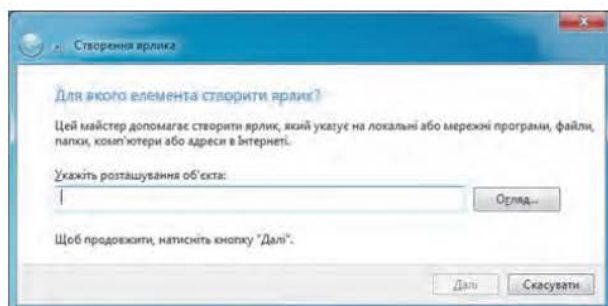 Створення ярлика
Для якого елемента створити ярлик?
Цей майстер допомагає створити ярлик, який указує на локальні або мережні програми, файли,
папки, комп'ютери або адреси в Інтернеті.
Укажіть розташування об'єкта:
Огляд...
Щоб продовжити, натисніть кнопку "Далі".
Далі
Скасувати